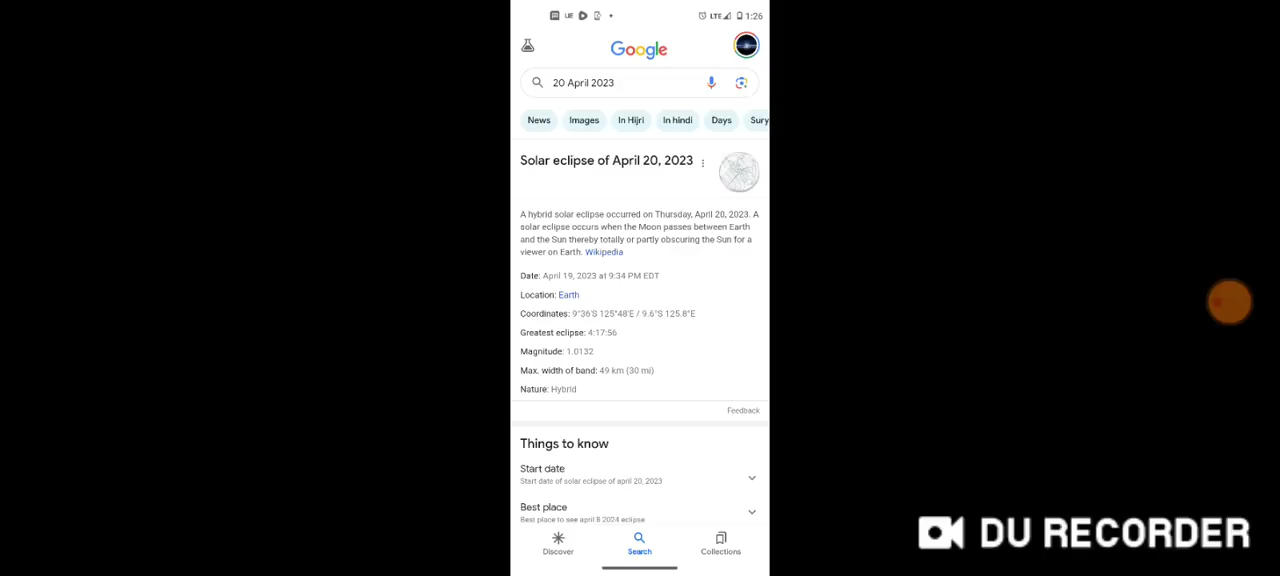 UE LTE 1:26
Google
20 April 2023
News Images In Hijri In hindi Days Sury
Solar eclipse of April 20, 2023
A hybrid solar eclipse occurred on Thursday, April 20, 2023. A
solar eclipse occurs when the Moon passes between Earth
and the Sun thereby totally or partly obscuring the Sun for a
viewer on Earth. Wikipedia
Date: April 19, 2023 at 9:34 PM EDT
Location: Earth
Coordinates: 9°36'S 125°48'E / 9.6°S 125.8°E
Greatest eclipse: 4:17:56
Magnitude: 1.0132
Max. width of band: 49 km (30 mi)
Nature: Hybrid
Feedback
Things to know
Start date
Start date of solar eclipse of april 20, 2023
Best place
Best place to see april 8 2024 eclipse
Discover Search Collections
DU RECORDER